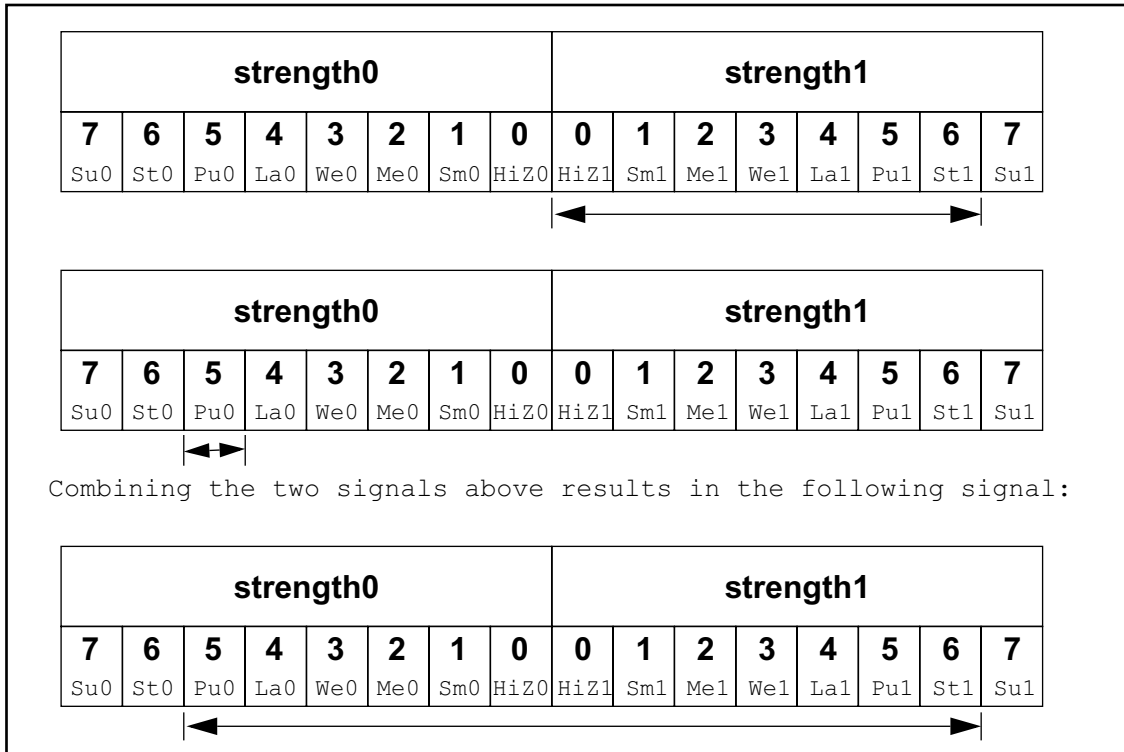 strength0 strength1
7 6 5 4 3 2 1 0 0 1 2 3 4 5 6 7
Su0 St0 Pu0 La0 We0 Me0 Sm0 HiZ0 HiZ1 Sm1 Me1 We1 La1 Pu1 St1 Su1
strength0 strength1
7 6 5 4 3 2 1 0 0 1 2 3 4 5 6 7
Su0 St0 Pu0 La0 We0 Me0 Sm0 HiZ0 HiZ1 Sm1 Me1 We1 La1 Pu1 St1 Su1
Combining the two signals above results in the following signal:
strength0 strength1
7 6 5 4 3 2 1 0 0 1 2 3 4 5 6 7
Su0 St0 Pu0 La0 We0 Me0 Sm0 HiZ0 HiZ1 Sm1 Me1 We1 La1 Pu1 St1 Su1